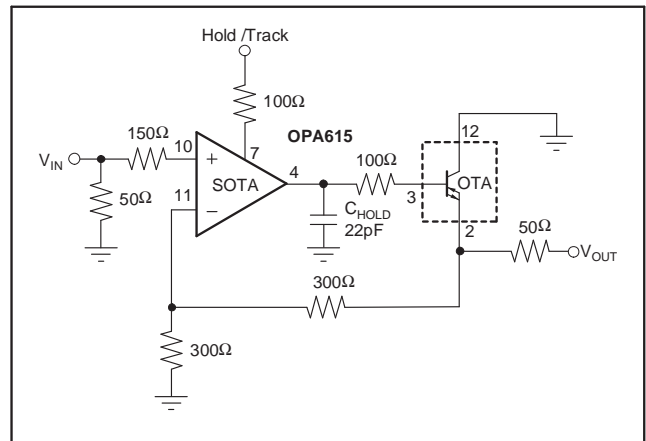 Hold /Track
100Ω
OPA615
150Ω
V_IN
10
+
7
SOTA
4
100Ω
12
OTA
3
50Ω
11
−
C_HOLD
22pF
2
50Ω
V_OUT
300Ω
300Ω